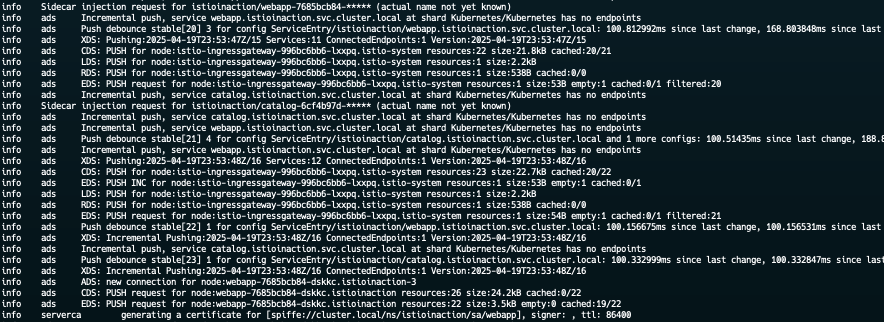 info Sidecar injection request for istioinaction/webapp-7685bcb84-***** (actual name not yet known)
info ads Incremental push, service webapp.istioinaction.svc.cluster.local at shard Kubernetes/Kubernetes has no endpoints
info ads Push debounce stable[20] 3 for config ServiceEntry/istioinaction/webapp.istioinaction.svc.cluster.local: 100.812992ms since last change, 168.803848ms since last
info ads XDS: Pushing:2025-04-19T23:53:47Z/15 Services:11 ConnectedEndpoints:1 Version:2025-04-19T23:53:47Z/15
info ads CDS: PUSH for node:istio-ingressgateway-996bc6bb6-lxxpq.istio-system resources:22 size:21.8kB cached:20/21
info ads LDS: PUSH for node:istio-ingressgateway-996bc6bb6-lxxpq.istio-system resources:1 size:2.2kB
info ads RDS: PUSH for node:istio-ingressgateway-996bc6bb6-lxxpq.istio-system resources:1 size:538B cached:0/0
info ads EDS: PUSH request for node:istio-ingressgateway-996bc6bb6-lxxpq.istio-system resources:1 size:53B empty:1 cached:0/1 filtered:20
info ads Incremental push, service catalog.istioinaction.svc.cluster.local at shard Kubernetes/Kubernetes has no endpoints
info Sidecar injection request for istioinaction/catalog-6cf4b97d-***** (actual name not yet known)
info ads Incremental push, service catalog.istioinaction.svc.cluster.local at shard Kubernetes/Kubernetes has no endpoints
info ads Incremental push, service webapp.istioinaction.svc.cluster.local at shard Kubernetes/Kubernetes has no endpoints
info ads Push debounce stable[21] 4 for config ServiceEntry/istioinaction/catalog.istioinaction.svc.cluster.local and 1 more configs: 100.51435ms since last change, 188.8
info ads Incremental push, service webapp.istioinaction.svc.cluster.local at shard Kubernetes/Kubernetes has no endpoints
info ads XDS: Pushing:2025-04-19T23:53:48Z/16 Services:12 ConnectedEndpoints:1 Version:2025-04-19T23:53:48Z/16
info ads CDS: PUSH for node:istio-ingressgateway-996bc6bb6-lxxpq.istio-system resources:23 size:22.7kB cached:20/22
info ads EDS: PUSH INC for node:istio-ingressgateway-996bc6bb6-lxxpq.istio-system resources:1 size:53B empty:1 cached:0/1
info ads LDS: PUSH for node:istio-ingressgateway-996bc6bb6-lxxpq.istio-system resources:1 size:2.2kB
info ads RDS: PUSH for node:istio-ingressgateway-996bc6bb6-lxxpq.istio-system resources:1 size:538B cached:0/0
info ads EDS: PUSH request for node:istio-ingressgateway-996bc6bb6-lxxpq.istio-system resources:1 size:54B empty:1 cached:0/1 filtered:21
info ads Push debounce stable[22] 1 for config ServiceEntry/istioinaction/webapp.istioinaction.svc.cluster.local: 100.156675ms since last change, 100.156531ms since last
info ads XDS: Incremental Pushing:2025-04-19T23:53:48Z/16 ConnectedEndpoints:1 Version:2025-04-19T23:53:48Z/16
info ads Incremental push, service catalog.istioinaction.svc.cluster.local at shard Kubernetes/Kubernetes has no endpoints
info ads Push debounce stable[23] 1 for config ServiceEntry/istioinaction/catalog.istioinaction.svc.cluster.local: 100.332999ms since last change, 100.332847ms since las
info ads XDS: Incremental Pushing:2025-04-19T23:53:48Z/16 ConnectedEndpoints:1 Version:2025-04-19T23:53:48Z/16
info ads ADS: new connection for node:webapp-7685bcb84-dskkc.istioinaction-3
info ads CDS: PUSH request for node:webapp-7685bcb84-dskkc.istioinaction resources:26 size:24.2kB cached:0/22
info ads EDS: PUSH request for node:webapp-7685bcb84-dskkc.istioinaction resources:22 size:3.5kB empty:0 cached:19/22
info serverca generating a certificate for [spiffe://cluster.local/ns/istioinaction/sa/webapp], signer: , ttl: 86400